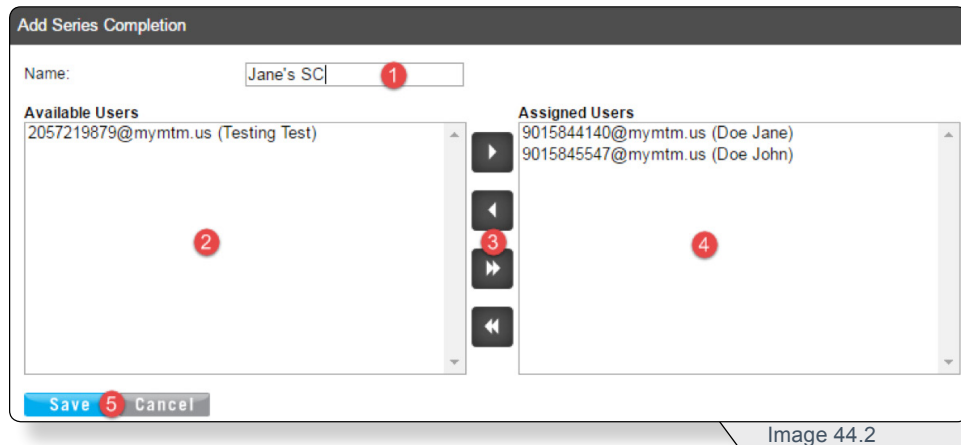 Add Series Completion
Name: Jane's SC 1
Available Users Assigned Users
2057219879@mymtm.us (Testing Test)
9015844140@mymtm.us (Doe Jane)
9015845547@mymtm.us (Doe John)
2 3 4
Save 5 Cancel
Image 44.2